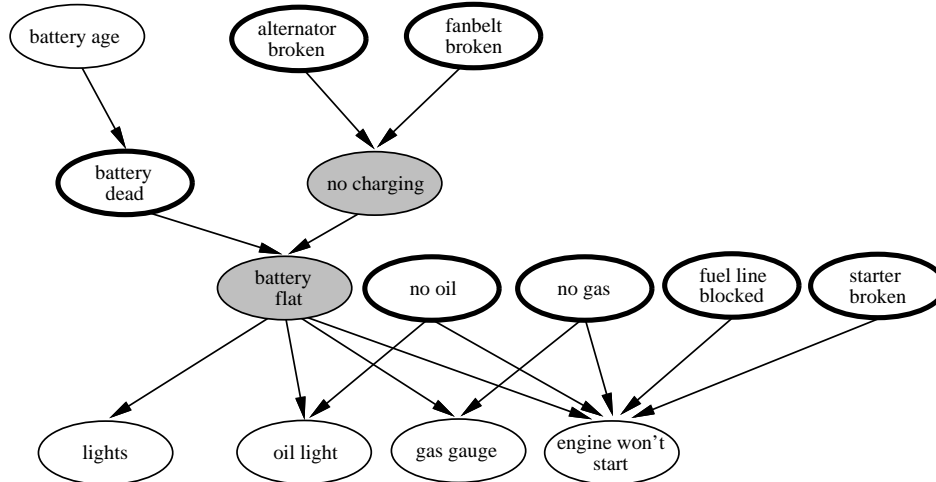 battery age
alternator
broken
fanbelt
broken
battery
dead
no charging
battery
flat
no oil
no gas
fuel line
blocked
starter
broken
lights
oil light
gas gauge
engine won't
start